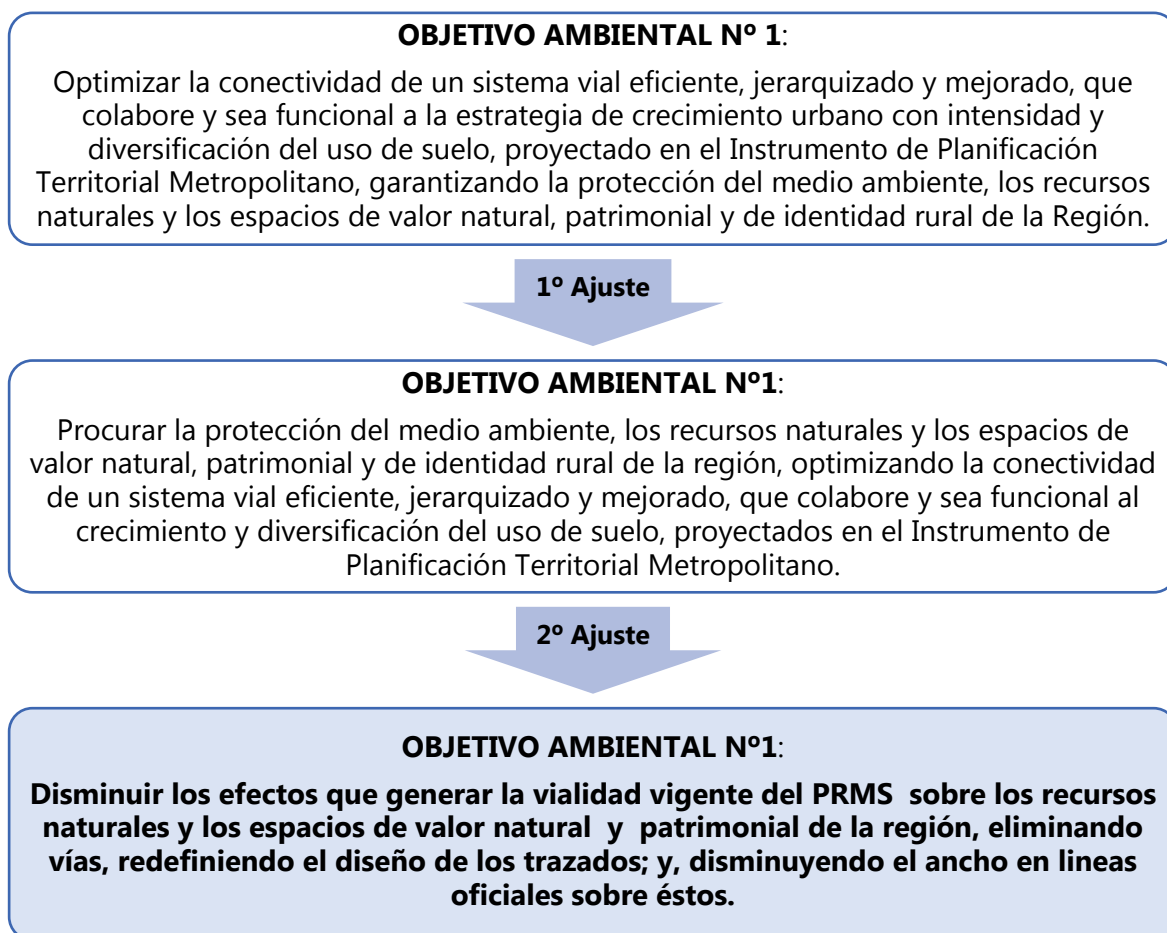 OBJETIVO AMBIENTAL Nº 1:
Optimizar la conectividad de un sistema vial eficiente, jerarquizado y mejorado, que
colabore y sea funcional a la estrategia de crecimiento urbano con intensidad y
diversificación del uso de suelo, proyectado en el Instrumento de Planificación
Territorial Metropolitano, garantizando la protección del medio ambiente, los recursos
naturales y los espacios de valor natural, patrimonial y de identidad rural de la Región.
1º Ajuste
OBJETIVO AMBIENTAL Nº1:
Procurar la protección del medio ambiente, los recursos naturales y los espacios de
valor natural, patrimonial y de identidad rural de la región, optimizando la conectividad
de un sistema vial eficiente, jerarquizado y mejorado, que colabore y sea funcional al
crecimiento y diversificación del uso de suelo, proyectados en el Instrumento de
Planificación Territorial Metropolitano.
2º Ajuste
OBJETIVO AMBIENTAL Nº1:
Disminuir los efectos que generar la vialidad vigente del PRMS sobre los recursos
naturales y los espacios de valor natural y patrimonial de la región, eliminando
vías, redefiniendo el diseño de los trazados; y, disminuyendo el ancho en lineas
oficiales sobre éstos.